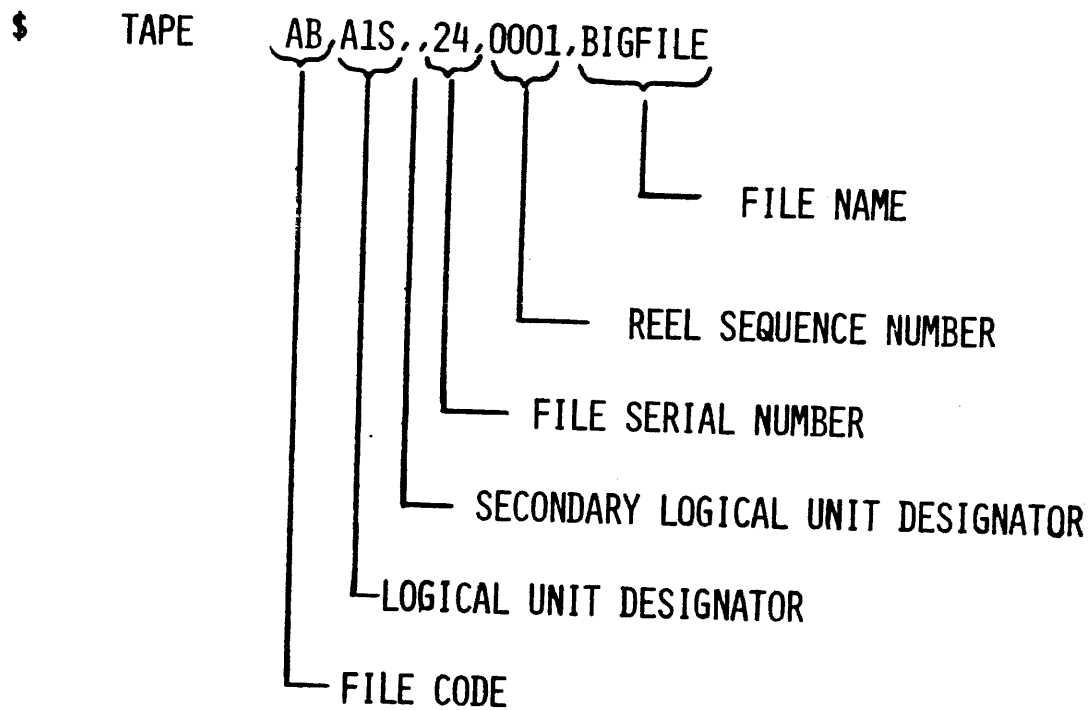 $ TAPE AB,A1S,,24,0001,BIGFILE
FILE NAME
REEL SEQUENCE NUMBER
FILE SERIAL NUMBER
SECONDARY LOGICAL UNIT DESIGNATOR
LOGICAL UNIT DESIGNATOR
FILE CODE